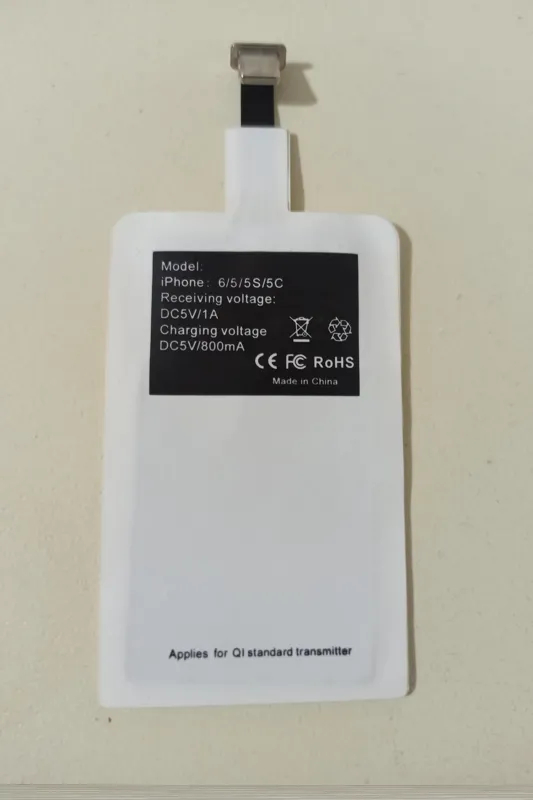 Model:
iPhone: 6/5/5S/5C
Receiving voltage:
DC5V/1A
Charging voltage
DC5V/800mA
CE FC RoHS
Made in China
Applies for QI standard transmitter